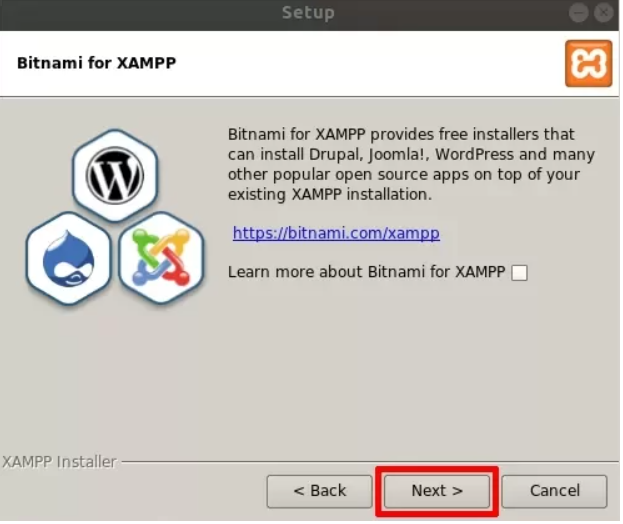 Setup
Bitnami for XAMPP
Bitnami for XAMPP provides free installers that
can install Drupal, Joomla!, WordPress and many
other popular open source apps on top of your
existing XAMPP installation.
https://bitnami.com/xampp
Learn more about Bitnami for XAMPP
XAMPP Installer
< Back Next > Cancel